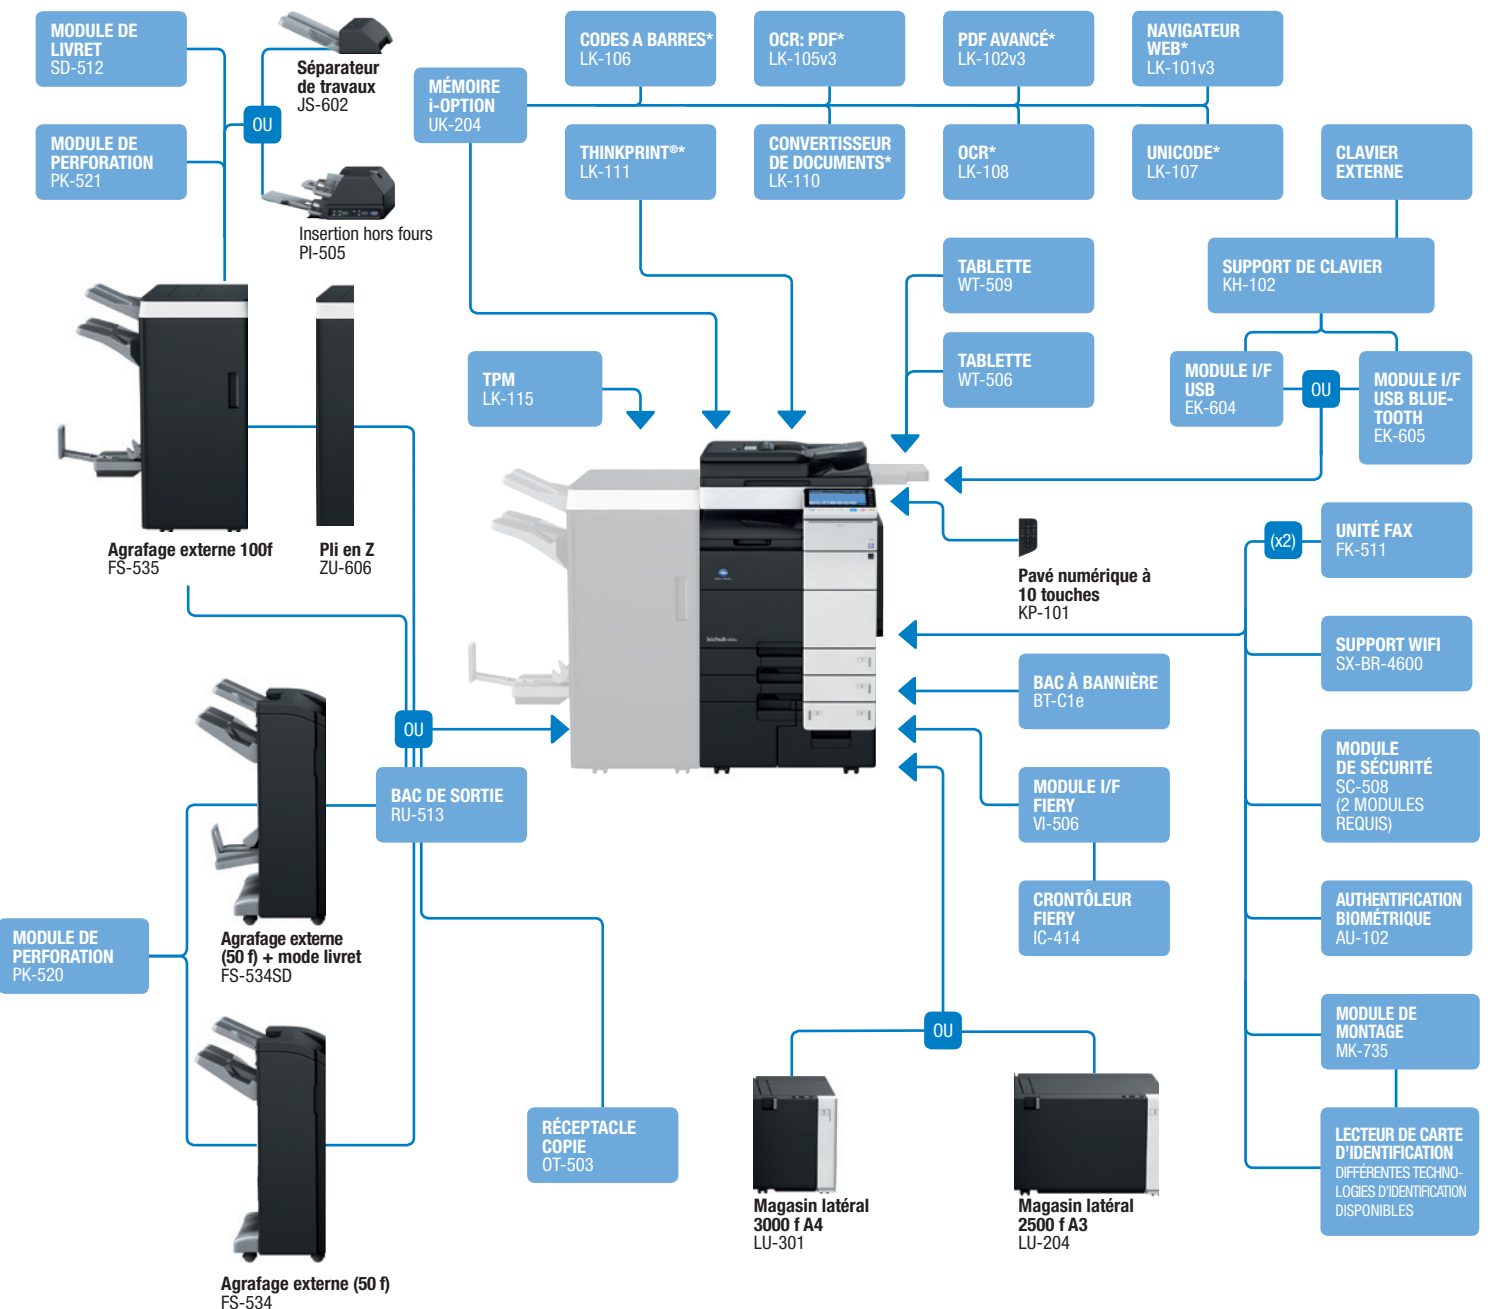 MODULE DE
LIVRET
SD-512
Séparateur
de travaux
JS-602
CODES A BARRES*
LK-106
OCR: PDF*
LK-105v3
PDF AVANCÉ*
LK-102v3
NAVIGATEUR
WEB*
LK-101v3
MÉMOIRE
i-OPTION
UK-204
OU
MODULE DE
PERFORATION
PK-521
THINKPRINT®*
LK-111
CONVERTISSEUR
DE DOCUMENTS*
LK-110
OCR*
LK-108
UNICODE*
LK-107
CLAVIER
EXTERNE
Insertion hors fours
PI-505
TABLETTE
WT-509
SUPPORT DE CLAVIER
KH-102
TPM
LK-115
TABLETTE
WT-506
MODULE I/F
USB
EK-604
OU
MODULE I/F
USB BLUE-
TOOTH
EK-605
Agrafage externe 100f
FS-535
Pli en Z
ZU-606
Pavé numérique à
10 touches
KP-101
(x2)
UNITÉ FAX
FK-511
bizhub
SUPPORT WIFI
SX-BR-4600
BAC À BANNIÈRE
BT-C1e
OU
BAC DE SORTIE
RU-513
MODULE I/F
FIERY
VI-506
MODULE
DE SÉCURITÉ
SC-508
(2 MODULES
REQUIS)
CRONTÔLEUR
FIERY
IC-414
AUTHENTIFICATION
BIOMÉTRIQUE
AU-102
MODULE DE
PERFORATION
PK-520
Agrafage externe
(50 f) + mode livret
FS-534SD
OU
MODULE DE
MONTAGE
MK-735
RÉCEPTACLE
COPIE
OT-503
LECTEUR DE CARTE
D'IDENTIFICATION
DIFFÉRENTES TECHNO-
LOGIES D'IDENTIFICATION
DISPONIBLES
Magasin latéral
3000 f A4
LU-301
Magasin latéral
2500 f A3
LU-204
Agrafage externe (50 f)
FS-534